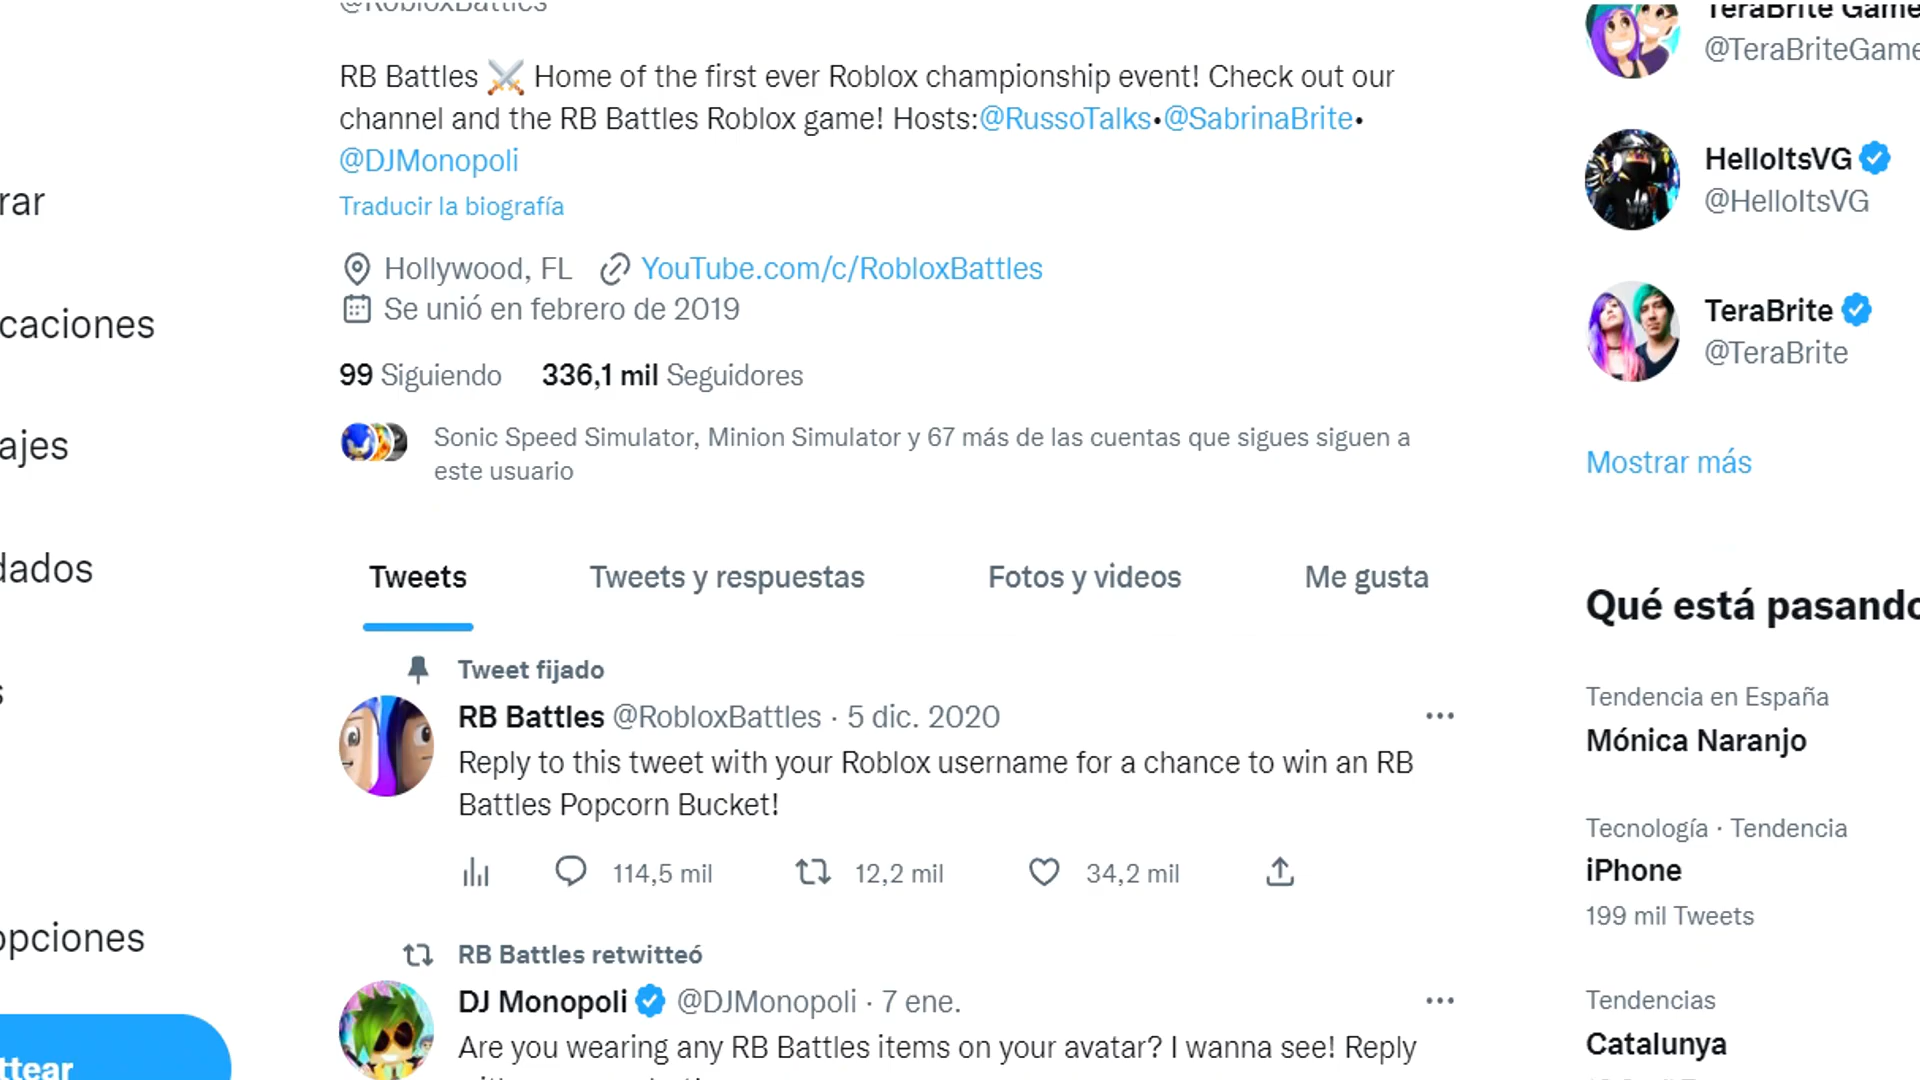 @RobloxBattles
RB Battles ⚔️ Home of the first ever Roblox championship event! Check out our
channel and the RB Battles Roblox game! Hosts:@RussoTalks•@SabrinaBrite•
@DJMonopoli
Traducir la biografía
Hollywood, FL YouTube.com/c/RobloxBattles
Se unió en febrero de 2019
99 Siguiendo 336,1 mil Seguidores
Sonic Speed Simulator, Minion Simulator y 67 más de las cuentas que sigues siguen a
este usuario
Tweets Tweets y respuestas Fotos y videos Me gusta
Tweet fijado
RB Battles @RobloxBattles · 5 dic. 2020
Reply to this tweet with your Roblox username for a chance to win an RB
Battles Popcorn Bucket!
114,5 mil 12,2 mil 34,2 mil
RB Battles retwitteó
DJ Monopoli @DJMonopoli · 7 ene.
Are you wearing any RB Battles items on your avatar? I wanna see! Reply
rar
caciones
ajes
dados
s
opciones
ttear
TeraBrite Game
@TeraBriteGame
HelloItsVG
@HelloItsVG
TeraBrite
@TeraBrite
Mostrar más
Qué está pasando
Tendencia en España
Mónica Naranjo
Tecnología · Tendencia
iPhone
199 mil Tweets
Tendencias
Catalunya